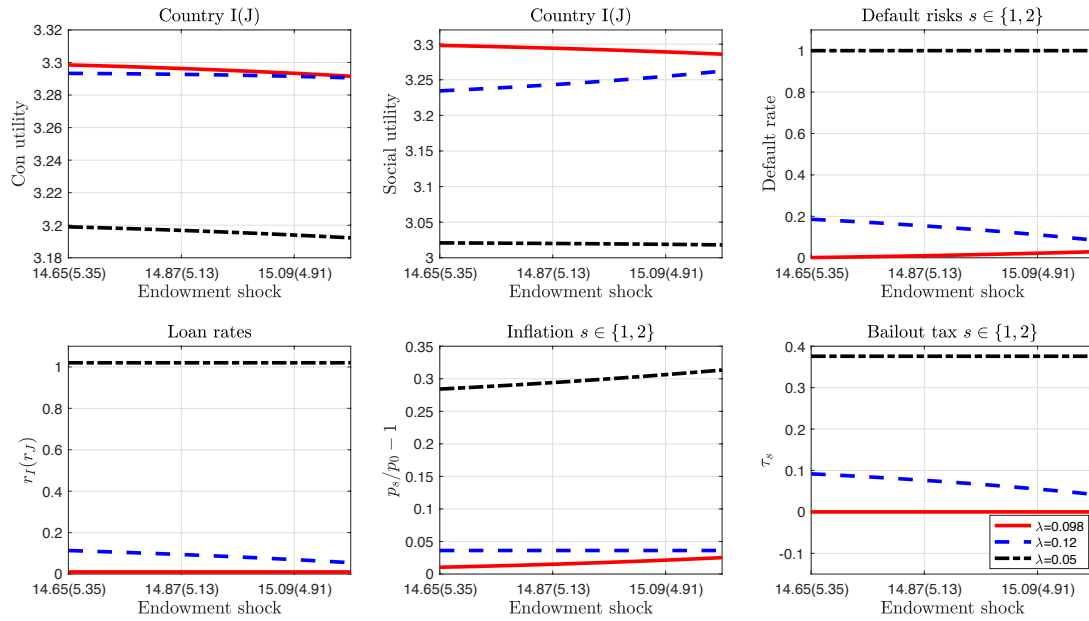 Country I(J)
Con utility
3.32
3.3
3.28
3.26
3.24
3.22
3.2
3.18
14.65(5.35) 14.87(5.13) 15.09(4.91)
Endowment shock
Country I(J)
Social utility
3.3
3.25
3.2
3.15
3.1
3.05
3
14.65(5.35) 14.87(5.13) 15.09(4.91)
Endowment shock
Default risks s ∈ {1, 2}
Default rate
1
0.8
0.6
0.4
0.2
0
14.65(5.35) 14.87(5.13) 15.09(4.91)
Endowment shock
Loan rates
r_I(r_J)
1
0.8
0.6
0.4
0.2
0
14.65(5.35) 14.87(5.13) 15.09(4.91)
Endowment shock
Inflation s ∈ {1, 2}
p_s/p_0 − 1
0.35
0.3
0.25
0.2
0.15
0.1
0.05
0
14.65(5.35) 14.87(5.13) 15.09(4.91)
Endowment shock
Bailout tax s ∈ {1, 2}
τ_s
0.4
0.3
0.2
0.1
0
-0.1
14.65(5.35) 14.87(5.13) 15.09(4.91)
Endowment shock
λ=0.098
λ=0.12
λ=0.05